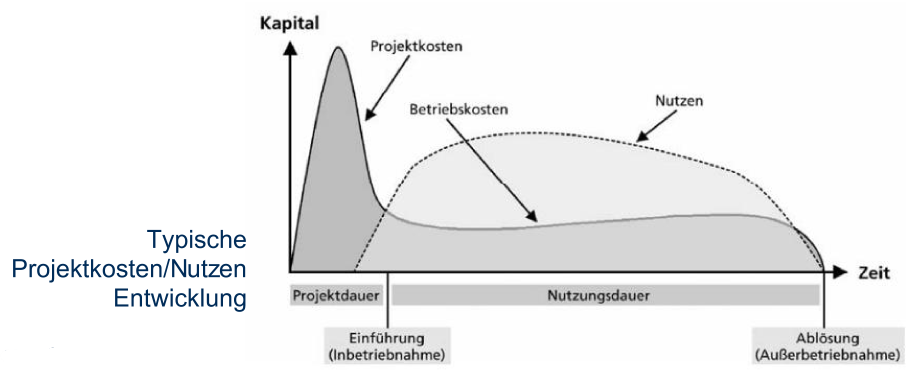 Kapital
Projektkosten
Betriebskosten
Nutzen
Typische
Projektkosten/Nutzen
Entwicklung
Zeit
Projektdauer
Nutzungsdauer
Einführung
(Inbetriebnahme)
Ablösung
(Außerbetriebnahme)